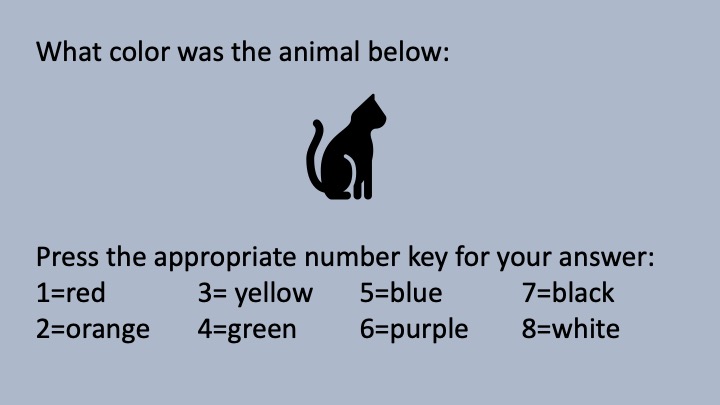 What color was the animal below:
Press the appropriate number key for your answer:
1=red 3= yellow 5=blue 7=black
2=orange 4=green 6=purple 8=white